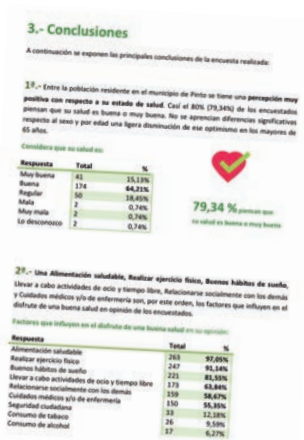 3.- Conclusiones
A continuación se exponen las principales conclusiones de la encuesta realizada:
1ª.- Entre la población residente en el municipio de Pinto se tiene una percepción muy
positiva con respecto a su estado de salud. Casi el 80% (79,34%) de los encuestados
piensan que su salud es buena o muy buena. No se aprencian diferencias significativas
respecto al sexo y por edad una ligera disminución de ese optimismo en los mayores de
65 años.
Considera que su salud es:
Respuesta Total %
Muy buena 41 15,13%
Buena 174 64,21%
Regular 50 18,45%
Mala 2 0,74%
Muy mala 2 0,74%
Lo desconozco 2 0,74%
79,34 % piensan que
su salud es buena o muy buena
2ª.- Una Alimentación saludable, Realizar ejercicio físico, Buenos hábitos de sueño,
Llevar a cabo actividades de ocio y tiempo libre, Relacionarse socialmente con los demás
y Cuidados médicos y/o de enfermería son, por este orden, los factores que influyen en el
disfrute de una buena salud en opinión de los encuestados.
Factores que influyen en el disfrute de una buena salud en su opinión:
Respuesta Total %
Alimentación saludable 263 97,05%
Realizar ejercicio físico 247 91,14%
Buenos hábitos de sueño 221 81,55%
Llevar a cabo actividades de ocio y tiempo libre 173 63,84%
Relacionarse socialmente con los demás 159 58,67%
Cuidados médicos y/o de enfermería 150 55,35%
Seguridad ciudadana 33 12,18%
Consumo de tabaco 26 9,59%
Consumo de alcohol 17 6,27%